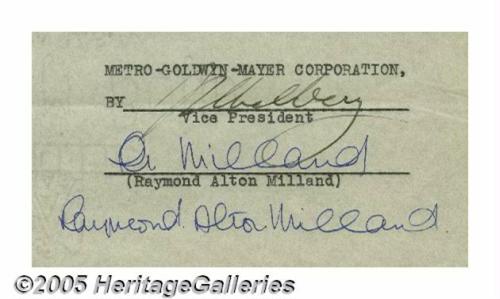 METRO-GOLDWYN-MAYER CORPORATION,
BY
Vice President
Milland
(Raymond Alton Milland)
Raymond Alton Milland
©2005 HeritageGalleries